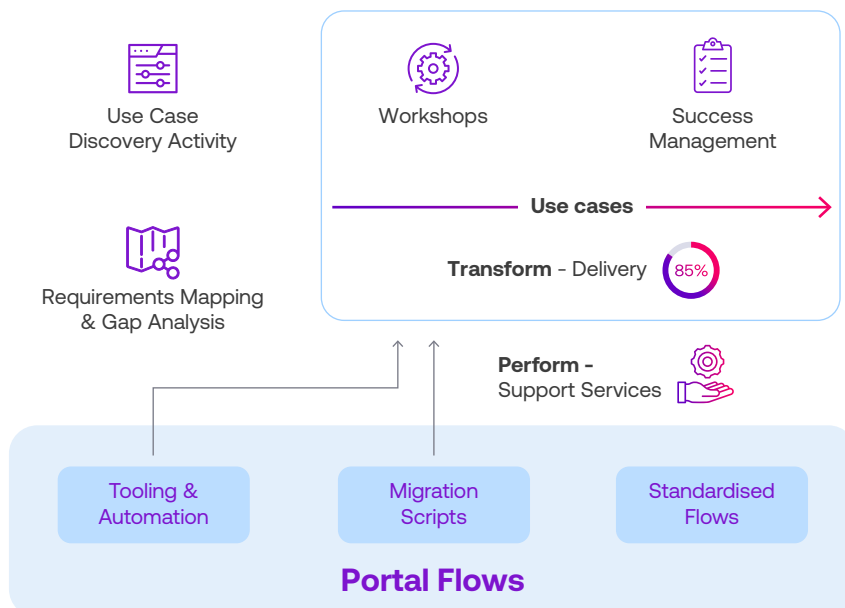 Use Case
Discovery Activity
Workshops
Success
Management
Use cases
Requirements Mapping
& Gap Analysis
Transform - Delivery
85%
Perform -
Support Services
Tooling &
Automation
Migration
Scripts
Standardised
Flows
Portal Flows